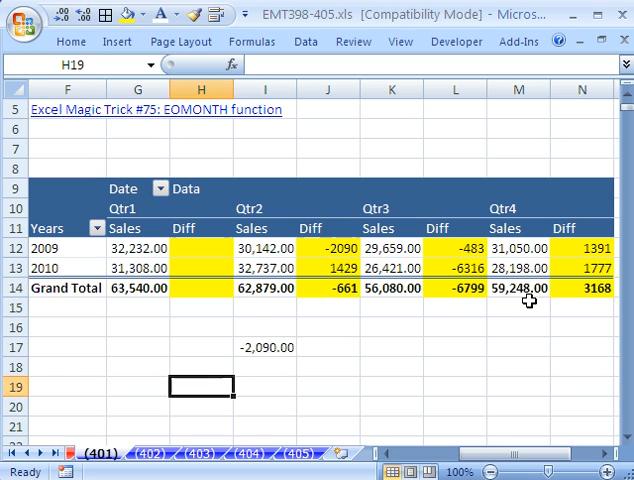 EMT398-405.xls [Compatibility Mode] - Micros...
Home Insert Page Layout Formulas Data Review View Developer Add-Ins
H19 fx
F G H I J K L M N
5 Excel Magic Trick #75: EOMONTH function
6
7
8
9 Date Data
10 Qtr1 Qtr2 Qtr3 Qtr4
11 Years Sales Diff Sales Diff Sales Diff Sales Diff
12 2009 32,232.00 30,142.00 -2090 29,659.00 -483 31,050.00 1391
13 2010 31,308.00 32,737.00 1429 26,421.00 -6316 28,198.00 1777
14 Grand Total 63,540.00 62,879.00 -661 56,080.00 -6799 59,248.00 3168
15
16
17 -2,090.00
18
19
20
21
(401) (402) (403) (404) (405)
Ready 100%